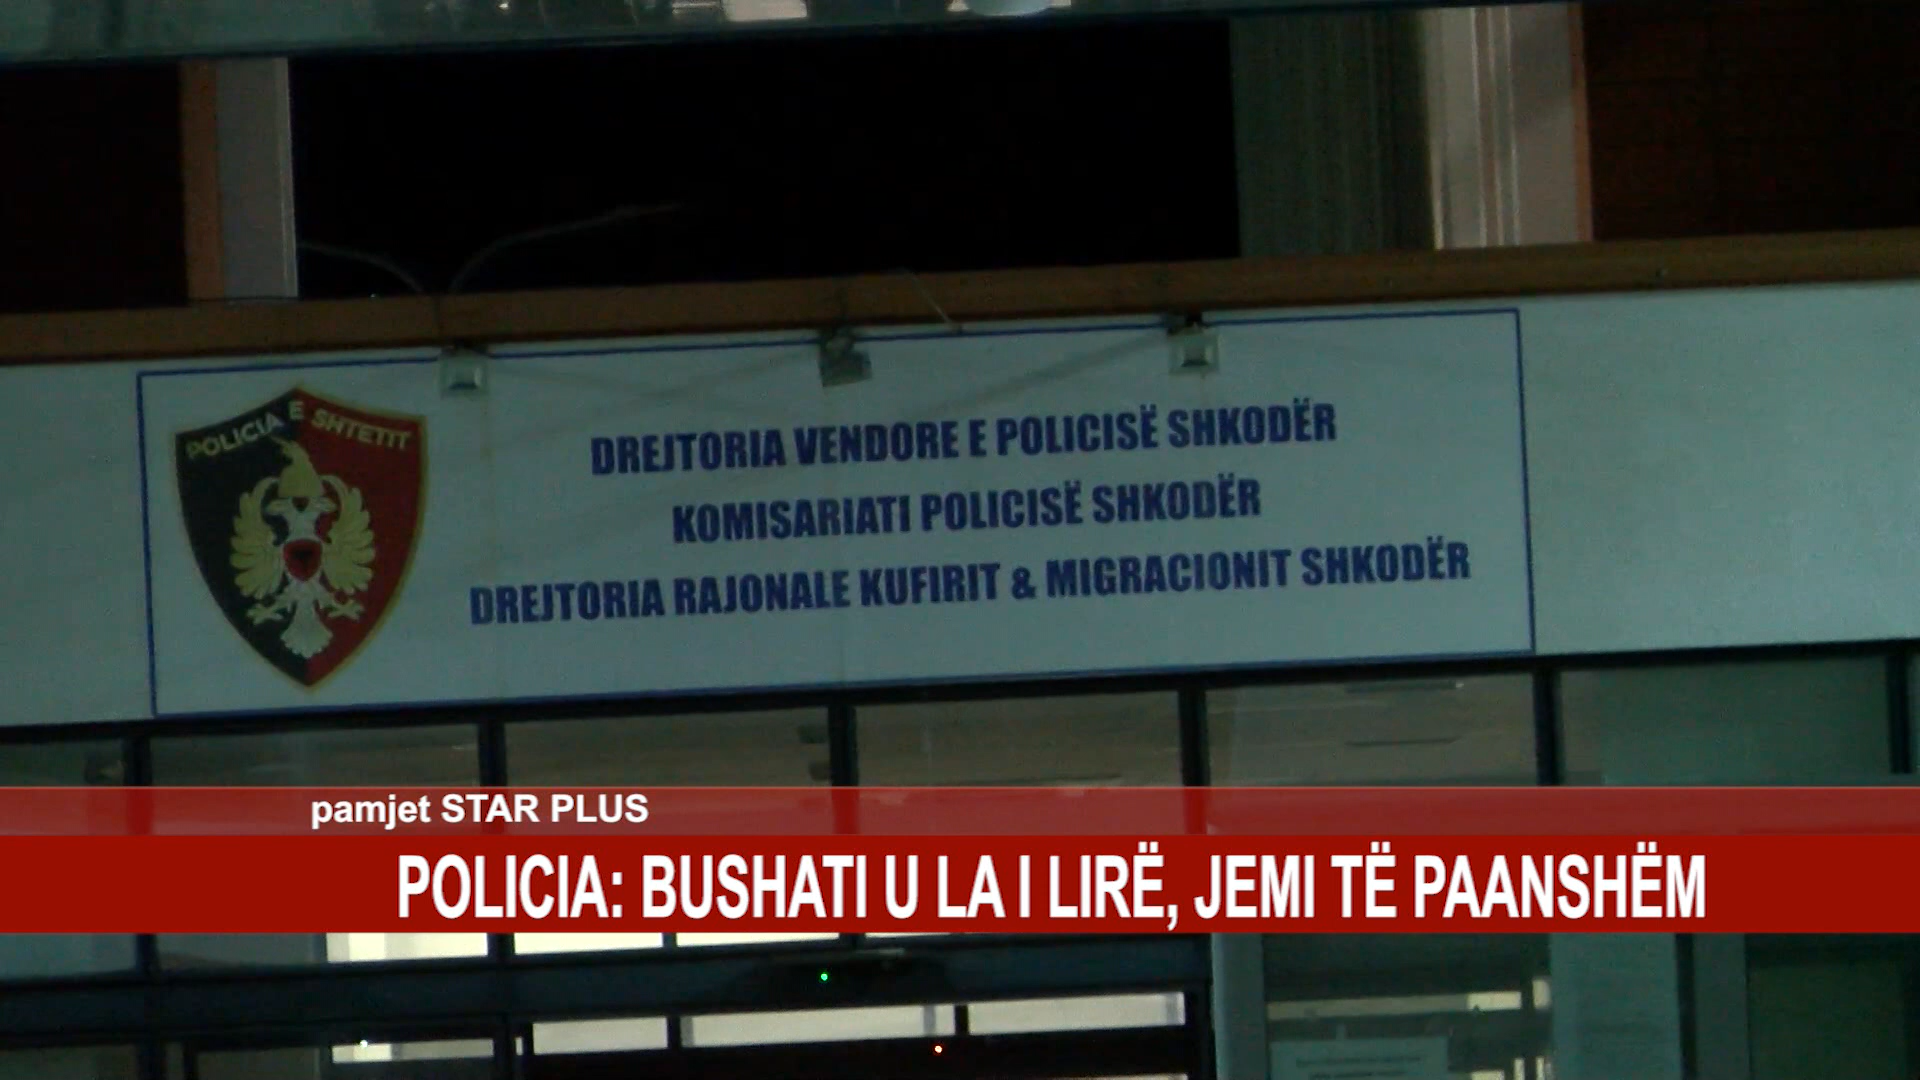 POLICIA E SHTETIT
DREJTORIA VENDORE E POLICISË SHKODËR
KOMISARIATI POLICISË SHKODËR
DREJTORIA RAJONALE KUFIRIT & MIGRACIONIT SHKODËR
pamjet STAR PLUS
POLICIA: BUSHATI U LA I LIRË, JEMI TË PAANSHËM